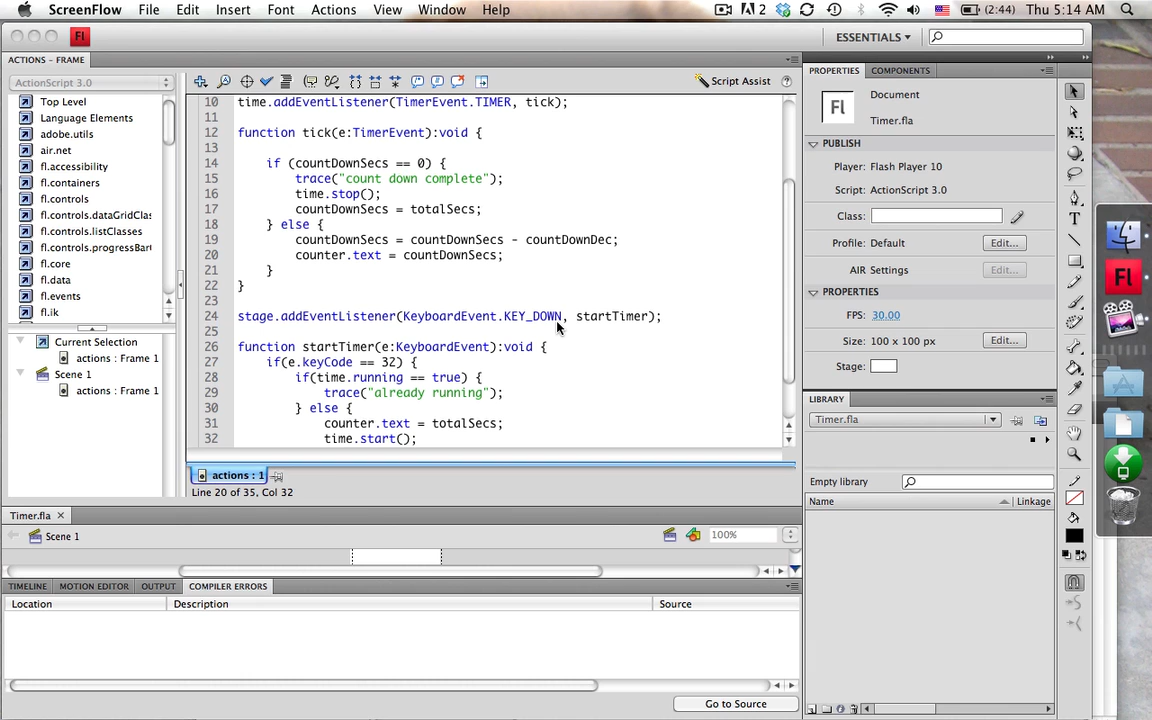 ScreenFlow File Edit Insert Font Actions View Window Help 2 (2:44) Thu 5:14 AM
Fl ESSENTIALS
ACTIONS - FRAME
ActionScript 3.0
Top Level
Language Elements
adobe.utils
air.net
fl.accessibility
fl.containers
fl.controls
fl.controls.dataGridClas
fl.controls.listClasses
fl.controls.progressBar
fl.core
fl.data
fl.events
fl.ik
Current Selection
actions : Frame 1
Scene 1
actions : Frame 1
Script Assist
10 time.addEventListener(TimerEvent.TIMER, tick);
11
12 function tick(e:TimerEvent):void {
13
14 if (countDownSecs == 0) {
15 trace("count down complete");
16 time.stop();
17 countDownSecs = totalSecs;
18 } else {
19 countDownSecs = countDownSecs - countDownDec;
20 counter.text = countDownSecs;
21 }
22 }
23
24 stage.addEventListener(KeyboardEvent.KEY_DOWN, startTimer);
25
26 function startTimer(e:KeyboardEvent):void {
27 if(e.keyCode == 32) {
28 if(time.running == true) {
29 trace("already running");
30 } else {
31 counter.text = totalSecs;
32 time.start();
actions : 1
Line 20 of 35, Col 32
Timer.fla
Scene 1
100%
TIMELINE MOTION EDITOR OUTPUT COMPILER ERRORS
Location Description Source
Go to Source
PROPERTIES COMPONENTS
Fl
Document
Timer.fla
PUBLISH
Player: Flash Player 10
Script: ActionScript 3.0
Class:
Profile: Default Edit...
AIR Settings Edit...
PROPERTIES
FPS: 30.00
Size: 100 x 100 px Edit...
Stage:
LIBRARY
Timer.fla
Empty library
Name Linkage
T
Fl